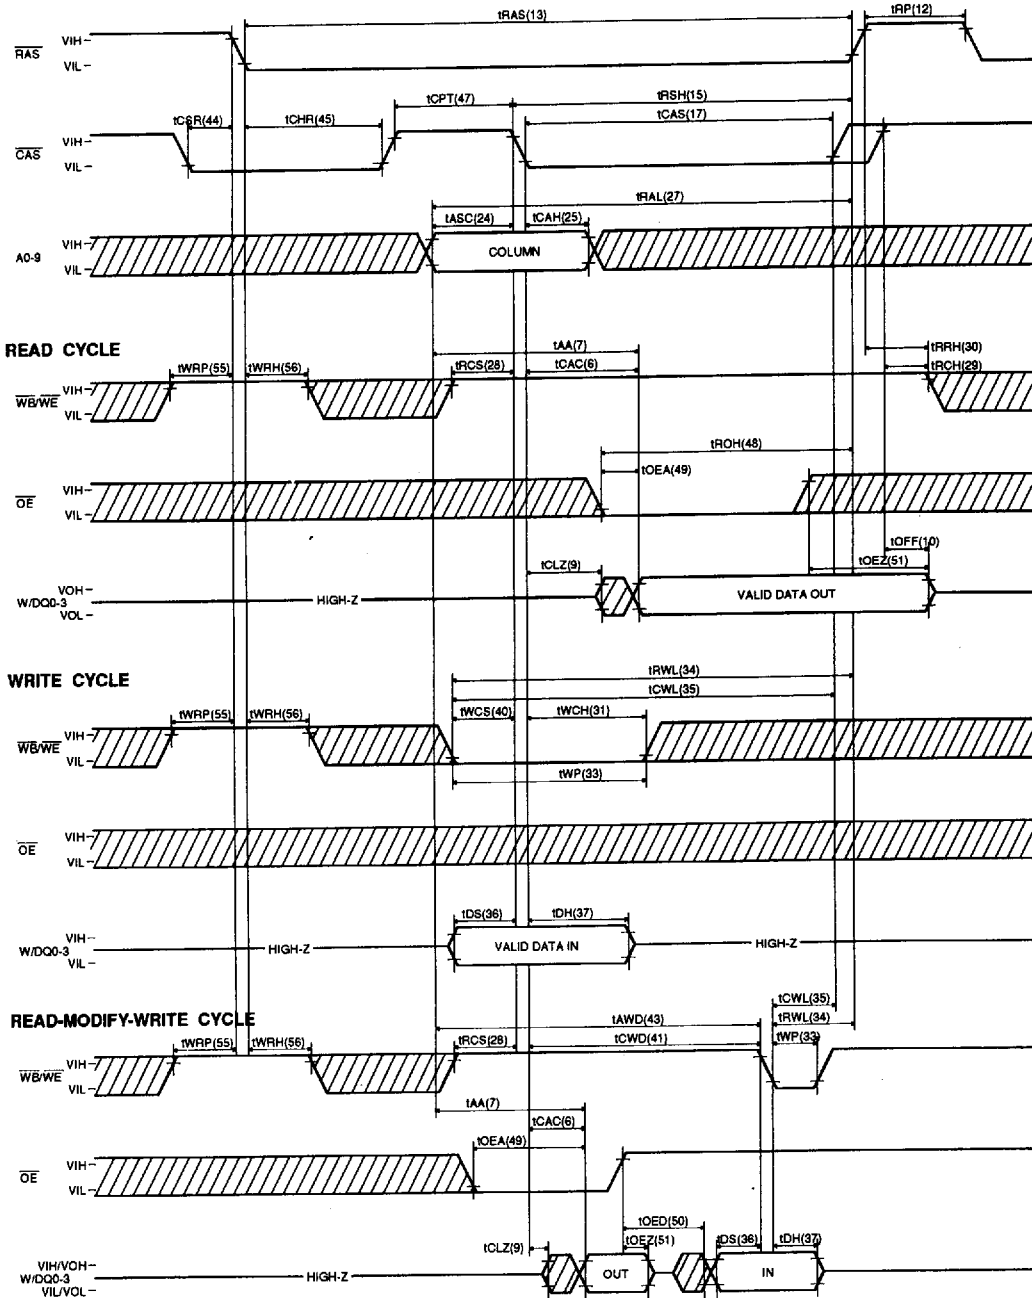 tRAS(13) tRP(12)
RAS VIH– VIL–
tCPT(47) tRSH(15)
tCSR(44) tCHR(45) tCAS(17)
CAS VIH– VIL–
tRAL(27)
tASC(24) tCAH(25)
A0-9 VIH– VIL– COLUMN
READ CYCLE
tAA(7) tRRH(30)
tWRP(55) tWRH(56) tRCS(28) tCAC(6) tRCH(29)
WB/WE VIH– VIL–
tROH(48)
tOEA(49)
OE VIH– VIL–
tOFF(10)
tCLZ(9) tOEZ(51)
W/DQ0-3 VOH– VOL– HIGH-Z VALID DATA OUT
WRITE CYCLE
tRWL(34)
tCWL(35)
tWRP(55) tWRH(56) tWCS(40) tWCH(31)
WB/WE VIH– VIL–
tWP(33)
OE VIH– VIL–
tDS(36) tDH(37)
W/DQ0-3 VIH– VIL– HIGH-Z VALID DATA IN HIGH-Z
tCWL(35)
READ-MODIFY-WRITE CYCLE
tAWD(43) tRWL(34)
tWRP(55) tWRH(56) tRCS(28) tCWD(41) tWP(33)
WB/WE VIH– VIL–
tAA(7)
tCAC(6)
tOEA(49)
OE VIH– VIL–
tOED(50)
tCLZ(9) tOEZ(51) tDS(36) tDH(37)
W/DQ0-3 VIH/VOH– VIL/VOL– HIGH-Z OUT IN